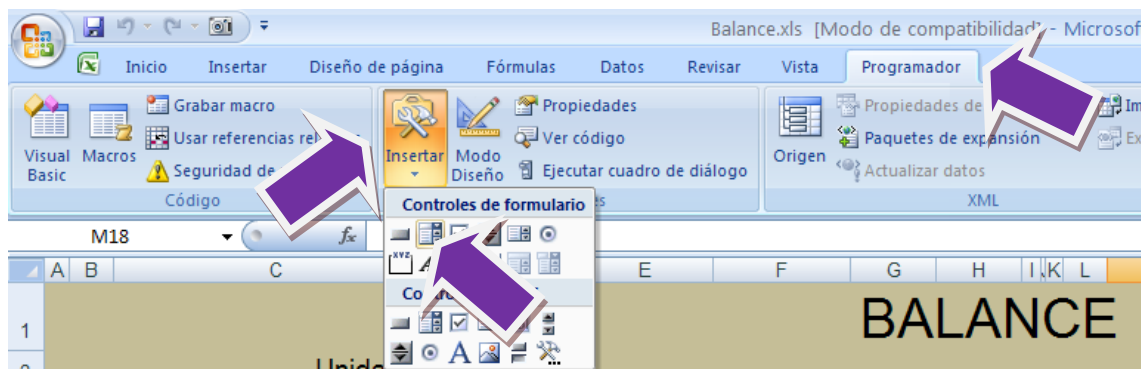 Balance.xls [Modo de compatibilidad] - Microsof
Inicio Insertar Diseño de página Fórmulas Datos Revisar Vista Programador
Grabar macro
Usar referencias
Seguridad de
Visual Basic
Macros
Código
Insertar
Modo Diseño
Propiedades
Ver código
Ejecutar cuadro de diálogo
Origen
Propiedades de
Paquetes de expansión
Actualizar datos
XML
Im
Ex
Controles de formulario
M18 fx
A B C E F G H I K L
1 BALANCE